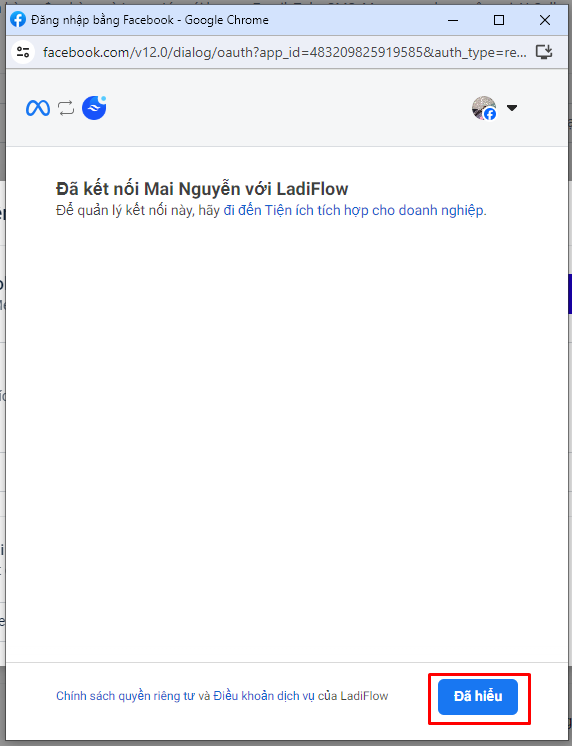 Đăng nhập bằng Facebook - Google Chrome
facebook.com/v12.0/dialog/oauth?app_id=483209825919585&auth_type=re...
Đã kết nối Mai Nguyễn với LadiFlow
Để quản lý kết nối này, hãy đi đến Tiện ích tích hợp cho doanh nghiệp.
Chính sách quyền riêng tư và Điều khoản dịch vụ của LadiFlow
Đã hiểu